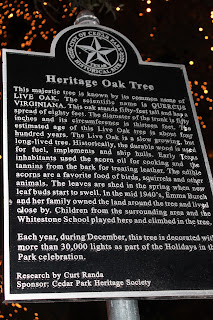 CITY OF CEDAR PARK
HISTORICAL
Heritage Oak Tree
This majestic tree is known by its common name of
LIVE OAK. The scientific name is QUERCUS
VIRGINIANA. This oak stands fifty-feet tall and has a
spread of eighty feet. The diameter of the trunk is fifty
inches and its circumference is thirteen feet. The
estimated age of this Live Oak tree is about four
hundred years. The Live Oak is a slow growing, but
long-lived tree. Historically, the durable wood is used
for fuel, implements and ship hulls. Early Texas
inhabitants used the acorn oil for cooking and the
tannins from the bark for treating leather. The sodhie
acorns are a favorite food of birds, squirrels and other
animals. The leaves are shed in the spring when new
leaf buds start to swell. In the mid 1940's, Emma Burch
and her family owned the land around the tree and lived
close by. Children from the surrounding area and the
Whitestone School played here and climbed in the tree.
Each year, during December, this tree is decorated with
more than 30,000 lights as part of the Holidays in the
Park celebration.
Research by Curt Randa
Sponsor; Cedar Park Heritage Society